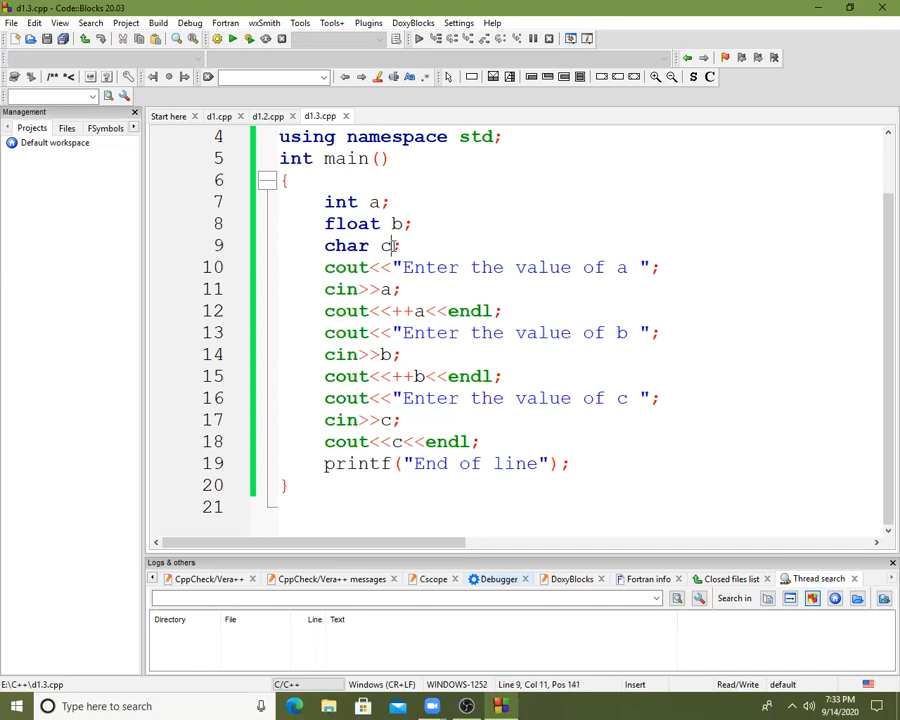 d1.3.cpp - Code::Blocks 20.03
File Edit View Search Project Build Debug Fortran wxSmith Tools Tools+ Plugins DoxyBlocks Settings Help
/** *<
S C
Management
Start here d1.cpp d1.2.cpp d1.3.cpp
Projects Files FSymbols
Default workspace
4 using namespace std;
5 int main()
6 {
7 int a;
8 float b;
9 char c;
10 cout<<"Enter the value of a ";
11 cin>>a;
12 cout<<++a<<endl;
13 cout<<"Enter the value of b ";
14 cin>>b;
15 cout<<++b<<endl;
16 cout<<"Enter the value of c ";
17 cin>>c;
18 cout<<c<<endl;
19 printf("End of line");
20 }
21
Logs & others
CppCheck/Vera++ CppCheck/Vera++ messages Cscope Debugger DoxyBlocks Fortran info Closed files list Thread search
Search in
Directory File Line Text
E:\C++\d1.3.cpp C/C++ Windows (CR+LF) WINDOWS-1252 Line 9, Col 11, Pos 141 Insert Read/Write default
Type here to search
7:33 PM
9/14/2020